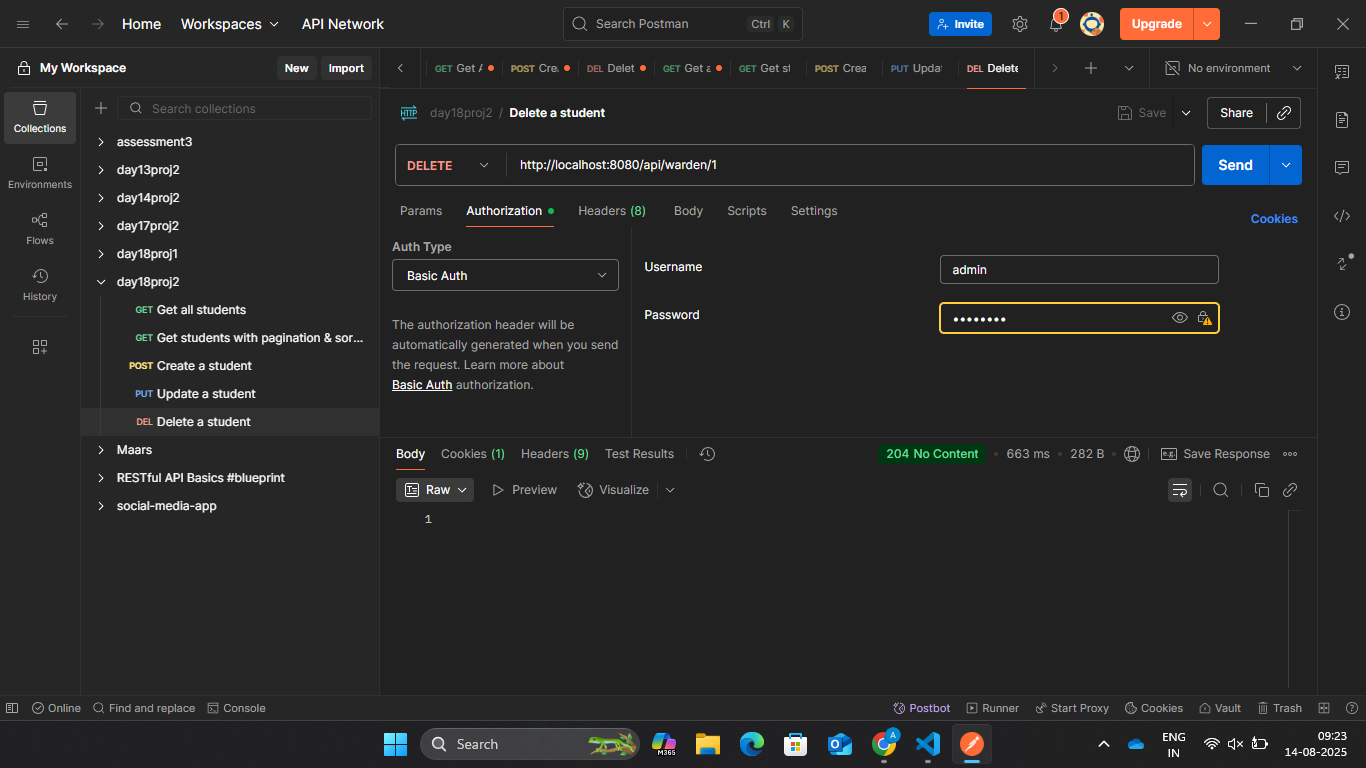 Home Workspaces API Network Search Postman Ctrl K Invite 1 Upgrade
My Workspace New Import GET Get A POST Cre DEL Delet GET Get a GET Get st POST Crea PUT Updat DEL Delete No environment
Collections
Environments
Flows
History
Search collections
assessment3
day13proj2
day14proj2
day17proj2
day18proj1
day18proj2
GET Get all students
GET Get students with pagination & sor...
POST Create a student
PUT Update a student
DEL Delete a student
Maars
RESTful API Basics #blueprint
social-media-app
HTTP day18proj2 / Delete a student Save Share
DELETE http://localhost:8080/api/warden/1 Send
Params Authorization Headers (8) Body Scripts Settings Cookies
Auth Type
Basic Auth
The authorization header will be
automatically generated when you send
the request. Learn more about
Basic Auth authorization.
Username admin
Password ••••••••
Body Cookies (1) Headers (9) Test Results 204 No Content • 663 ms • 282 B • e.g. Save Response
Raw Preview Visualize
1
Online Find and replace Console Postbot Runner Start Proxy Cookies Vault Trash
Search M365 A ENG
IN
09:23
14-08-2025